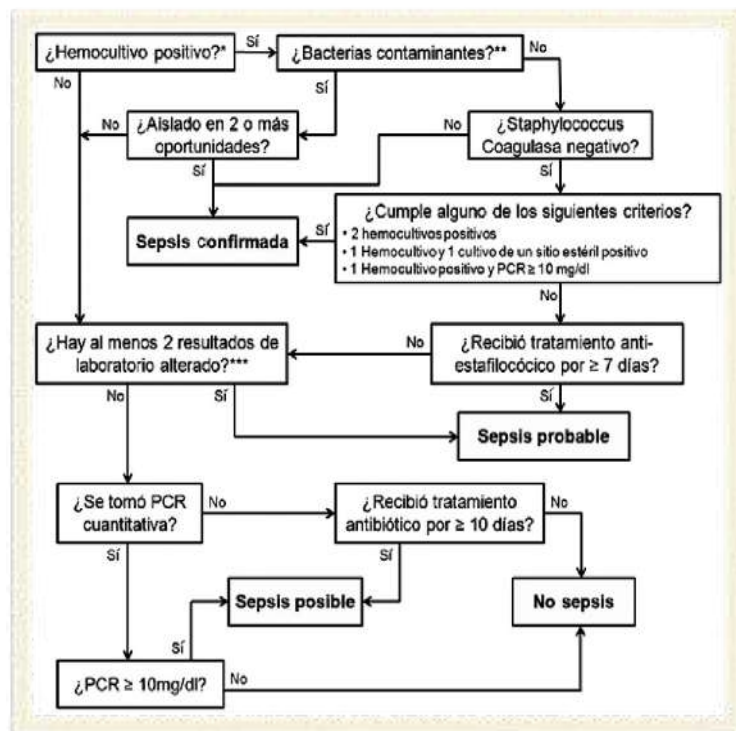 ¿Hemocultivo positivo?*
Sí
¿Bacterias contaminantes?**
No
No
Sí
¿Aislado en 2 o más
oportunidades?
No
Sí
¿Staphylococcus
Coagulasa negativo?
No
Sí
Sepsis confirmada
Sí
¿Cumple alguno de los siguientes criterios?
• 2 hemocultivos positivos
• 1 Hemocultivo y 1 cultivo de un sitio estéril positivo
• 1 Hemocultivo positivo y PCR ≥ 10 mg/dl
No
¿Hay al menos 2 resultados de
laboratorio alterado?***
No
¿Recibió tratamiento anti-
estafilocócico por ≥ 7 días?
No
Sí
Sí
Sepsis probable
¿Se tomó PCR
cuantitativa?
No
¿Recibió tratamiento
antibiótico por ≥ 10 días?
No
Sí
Sí
Sepsis posible
No sepsis
Sí
¿PCR ≥ 10mg/dl?
No